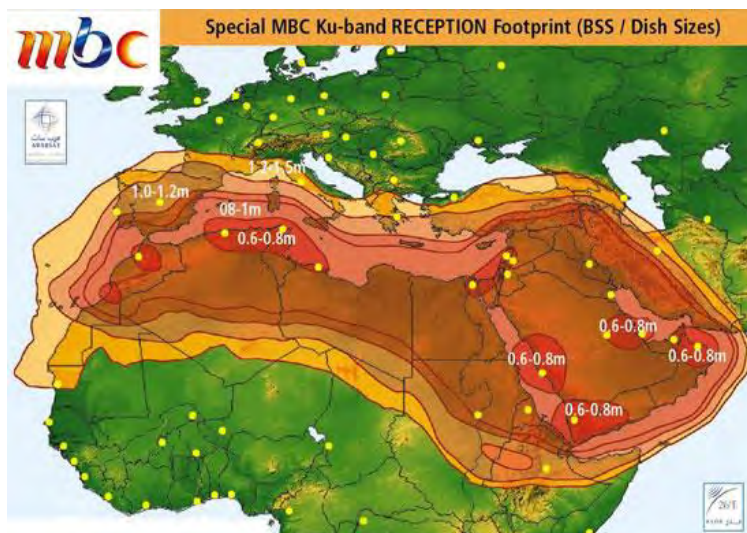 mbc
Special MBC Ku-band RECEPTION Footprint (BSS / Dish Sizes)
عرب سات
ARABSAT
1.2-1.5m
1.0-1.2m
08-1m
0.6-0.8m
0.6-0.8m
0.6-0.8m
0.6-0.8m
0.6-0.8m
26°E